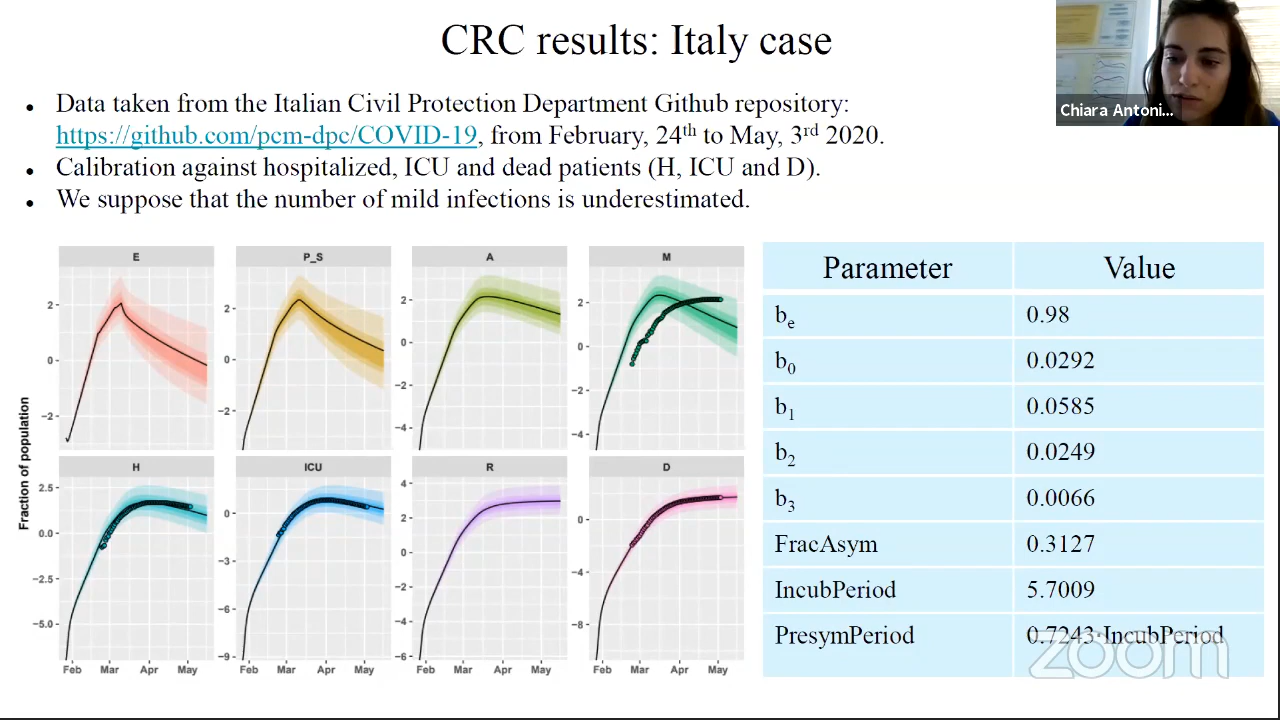 CRC results: Italy case
Chiara Antoni...
● Data taken from the Italian Civil Protection Department Github repository:
https://github.com/pcm-dpc/COVID-19, from February, 24th to May, 3rd 2020.
● Calibration against hospitalized, ICU and dead patients (H, ICU and D).
● We suppose that the number of mild infections is underestimated.
Fraction of population
E P_S A M
2 0 −2
2 0 −2
2 0 −2 −4
2 0 −2 −4
H ICU R D
2.5 0.0 −2.5 −5.0
0 −3 −6 −9
4 2 0 −2 −4 −6
0 −4 −8
Feb Mar Apr May Feb Mar Apr May Feb Mar Apr May Feb Mar Apr May
Parameter Value
be 0.98
b0 0.0292
b1 0.0585
b2 0.0249
b3 0.0066
FracAsym 0.3127
IncubPeriod 5.7009
PresymPeriod 0.7243·IncubPeriod
zoom